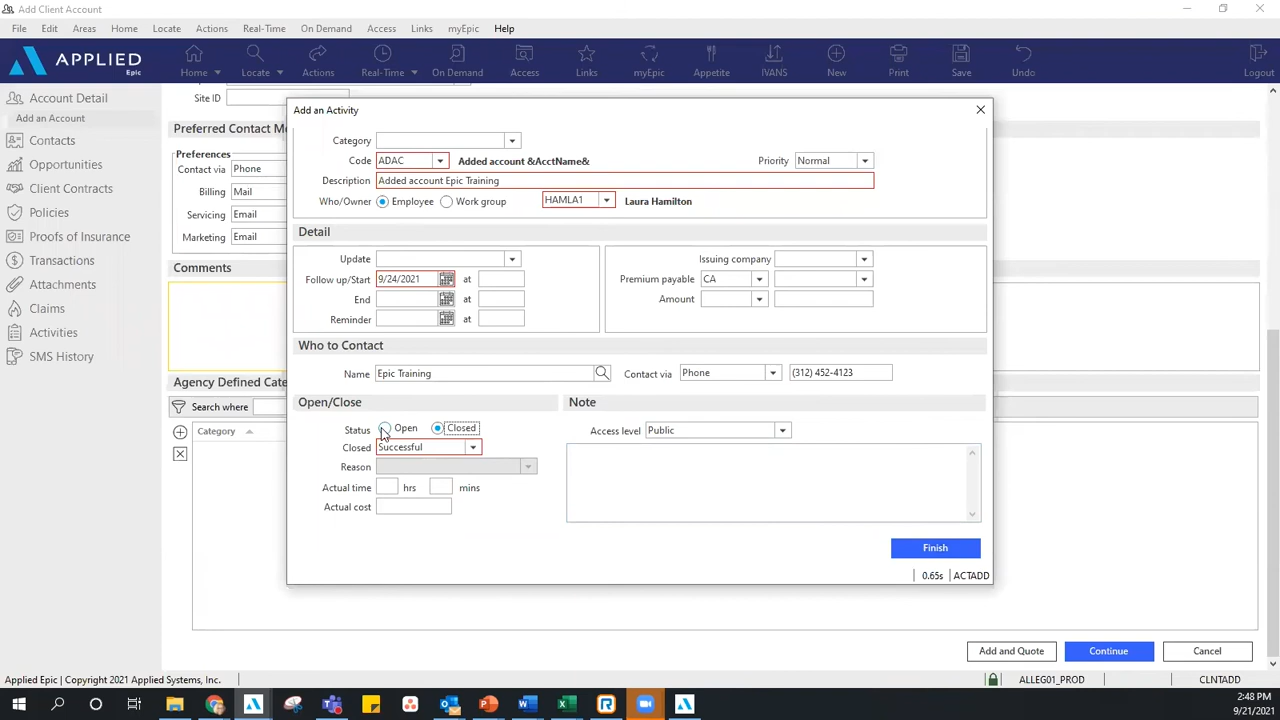 Add Client Account
File Edit Areas Home Locate Actions Real-Time On Demand Access Links myEpic Help
APPLIED
Epic
Home Locate Actions Real-Time On Demand Access Links myEpic Appetite IVANS New Print Save Undo Logout
Account Detail
Add an Account
Contacts
Opportunities
Client Contracts
Policies
Proofs of Insurance
Transactions
Attachments
Claims
Activities
SMS History
Site ID
Preferred Contact Me
Preferences
Contact via Phone
Billing Mail
Servicing Email
Marketing Email
Comments
Agency Defined Cate
Search where
Category
Add an Activity
Category
Code ADAC Added account &AcctName& Priority Normal
Description Added account Epic Training
Who/Owner Employee Work group HAMLA1 Laura Hamilton
Detail
Update Issuing company
Follow up/Start 9/24/2021 at Premium payable CA
End at Amount
Reminder at
Who to Contact
Name Epic Training Contact via Phone (312) 452-4123
Open/Close Note
Status Open Closed Access level Public
Closed Successful
Reason
Actual time hrs mins
Actual cost
Finish
0.65s ACTADD
Add and Quote Continue Cancel
Applied Epic | Copyright 2021 Applied Systems, Inc. ALLEG01_PROD CLNTADD
2:48 PM
9/21/2021